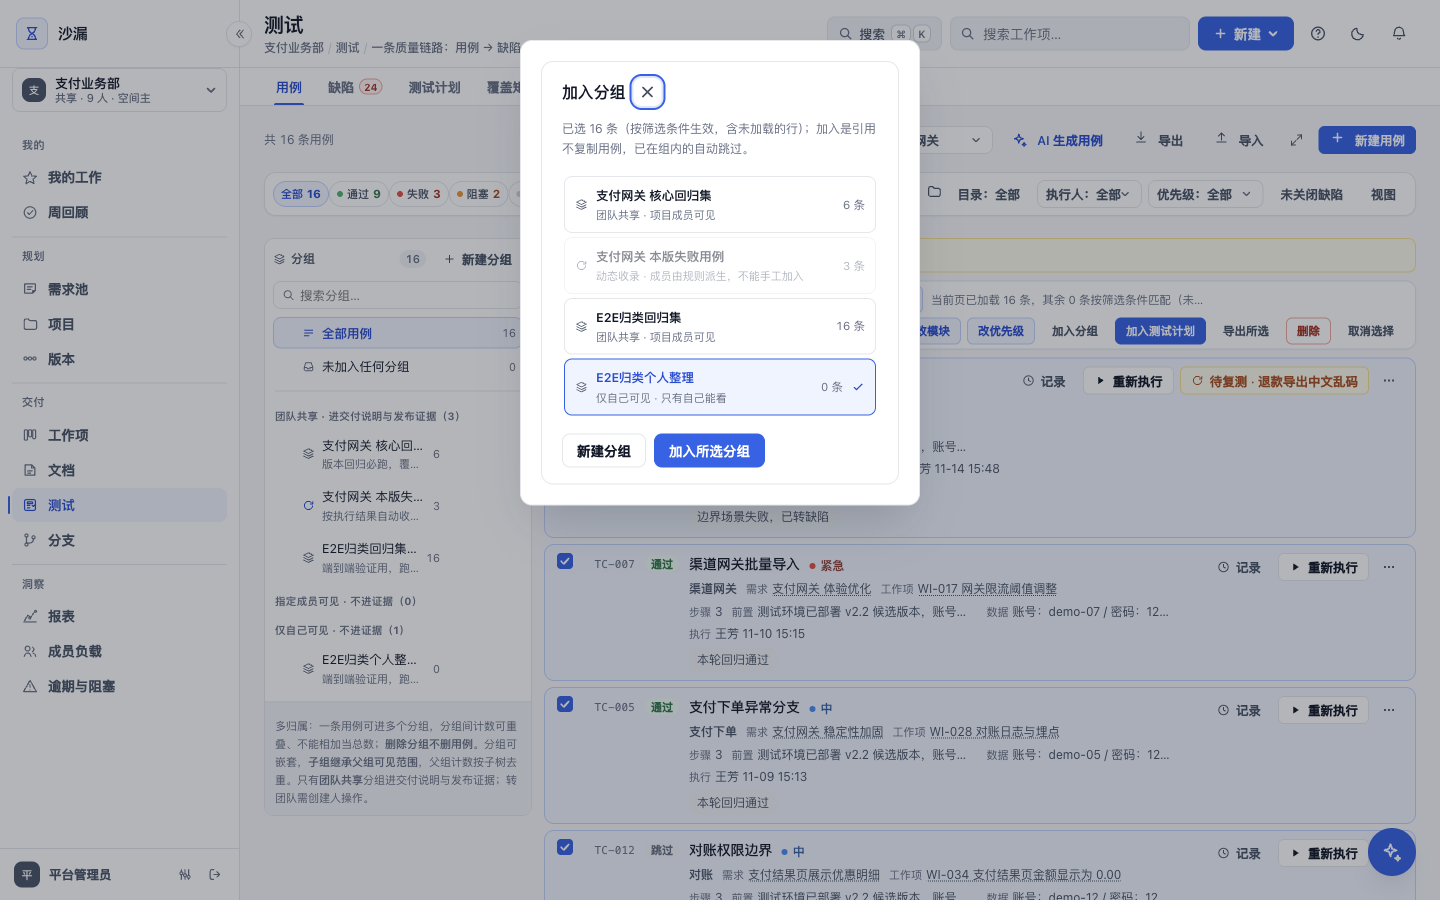 沙漏
支
支付业务部
共享 · 9 人 · 空间主
我的
我的工作
周回顾
规划
需求池
项目
版本
交付
工作项
文档
测试
分支
洞察
报表
成员负载
逾期与阻塞
平
平台管理员
测试
支付业务部 / 测试 / 一条质量链路：用例 → 缺陷
搜索 ⌘ K
搜索工作项...
新建
用例
缺陷 24
测试计划
共 16 条用例
网关
AI 生成用例
导出
导入
新建用例
全部 16
通过 9
失败 3
阻塞 2
目录：全部
执行人：全部
优先级：全部
未关闭缺陷
视图
分组 16
新建分组
搜索分组...
全部用例 16
未加入任何分组 0
团队共享 · 进交付说明与发布证据（3）
支付网关 核心回... 6
版本回归必跑，覆...
支付网关 本版失... 3
按执行结果自动收...
E2E归类回归集... 16
端到端验证用，跑...
指定成员可见 · 不进证据（0）
仅自己可见 · 不进证据（1）
E2E归类个人整... 0
端到端验证用，跑...
多归属：一条用例可进多个分组，分组间计数可重
叠、不能相加当总数；删除分组不删用例。分组可
嵌套，子组继承父组可见范围，父组计数按子树去
重。只有团队共享分组进交付说明与发布证据；转
团队需创建人操作。
加入分组
已选 16 条（按筛选条件生效，含未加载的行）；加入是引用
不复制用例，已在组内的自动跳过。
支付网关 核心回归集
团队共享 · 项目成员可见
6 条
支付网关 本版失败用例
动态收录 · 成员由规则派生，不能手工加入
3 条
E2E归类回归集
团队共享 · 项目成员可见
16 条
E2E归类个人整理
仅自己可见 · 只有自己能看
0 条
新建分组
加入所选分组
当前页已加载 16 条，其余 0 条按筛选条件匹配（未...
改模块
改优先级
加入分组
加入测试计划
导出所选
删除
取消选择
记录
重新执行
待复测 · 退款导出中文乱码
，账号...
芳 11-14 15:48
边界场景失败，已转缺陷
TC-007 通过 渠道网关批量导入 紧急
记录
重新执行
渠道网关 需求 支付网关 体验优化 工作项 WI-017 网关限流阈值调整
步骤 3 前置 测试环境已部署 v2.2 候选版本，账号... 数据 账号：demo-07 / 密码：12...
执行 王芳 11-10 15:15
本轮回归通过
TC-005 通过 支付下单异常分支 中
记录
重新执行
支付下单 需求 支付网关 稳定性加固 工作项 WI-028 对账日志与埋点
步骤 3 前置 测试环境已部署 v2.2 候选版本，账号... 数据 账号：demo-05 / 密码：12...
执行 王芳 11-09 15:13
本轮回归通过
TC-012 跳过 对账权限边界 中
记录
重新执行
对账 需求 支付结果页展示优惠明细 工作项 WI-034 支付结果页金额显示为 0.00
步骤 3 前置 测试环境已部署 v2.2 候选版本，账号... 数据 账号：demo-12 / 密码：12